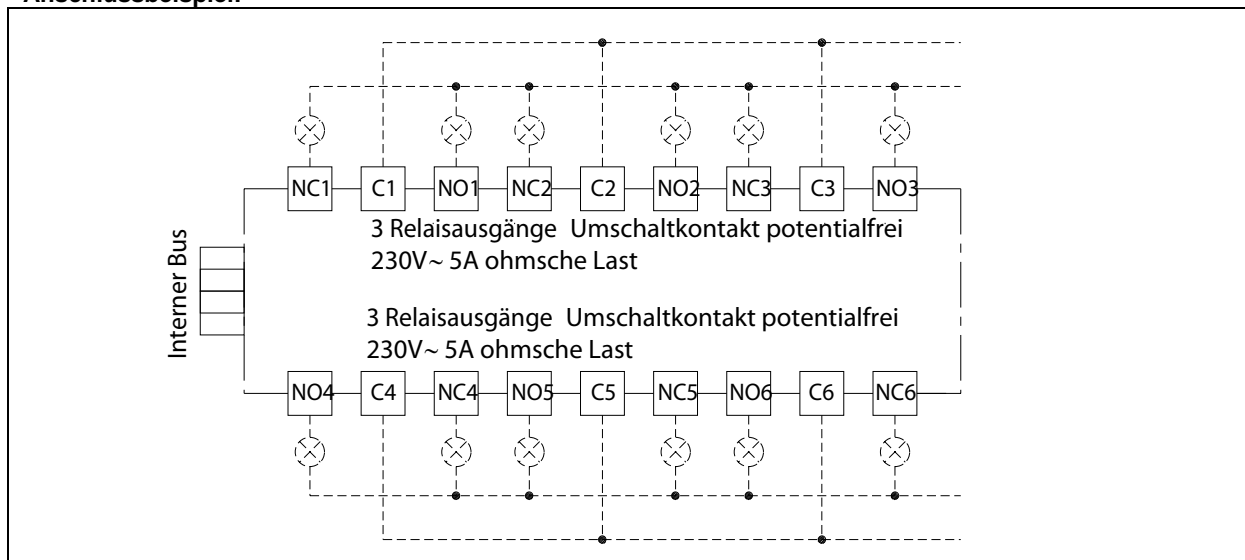 Anschlussbeispiel:
NC1 C1 NO1 NC2 C2 NO2 NC3 C3 NO3
3 Relaisausgänge Umschaltkontakt potentialfrei
230V~ 5A ohmsche Last
Interner Bus
3 Relaisausgänge Umschaltkontakt potentialfrei
230V~ 5A ohmsche Last
NO4 C4 NC4 NO5 C5 NC5 NO6 C6 NC6